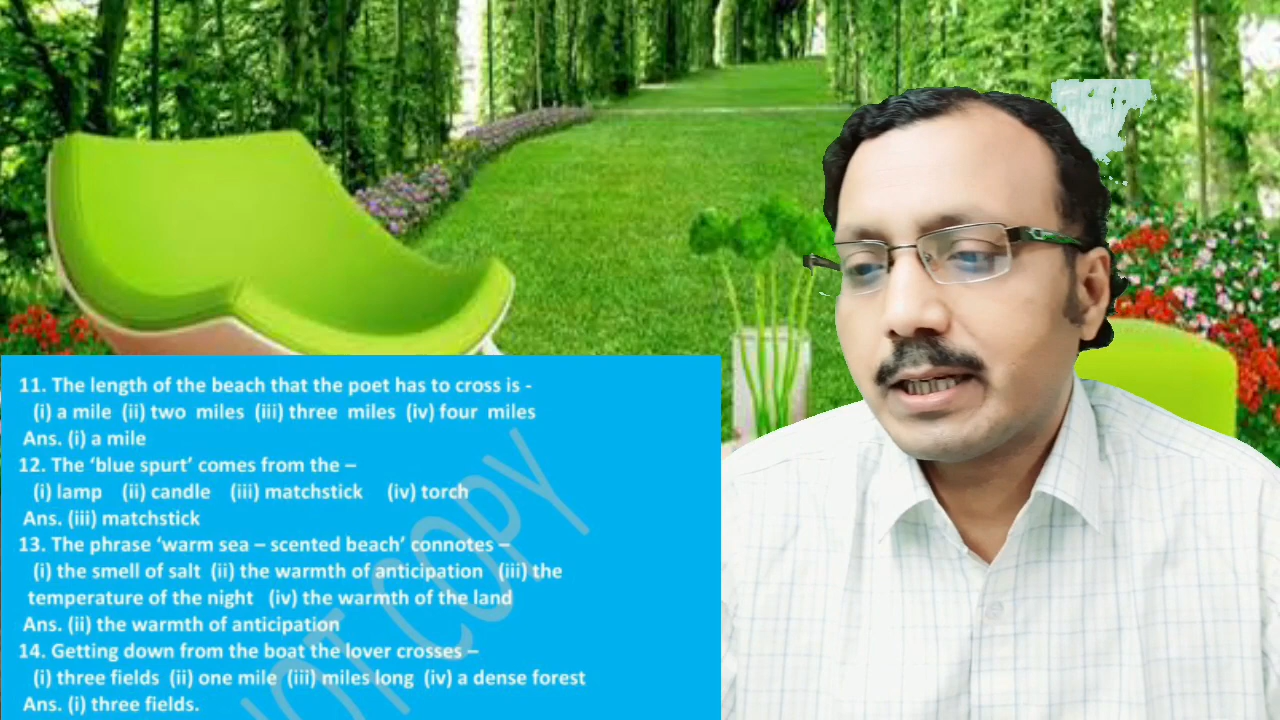 11. The length of the beach that the poet has to cross is -
(i) a mile (ii) two miles (iii) three miles (iv) four miles
Ans. (i) a mile
12. The ‘blue spurt’ comes from the –
(i) lamp (ii) candle (iii) matchstick (iv) torch
Ans. (iii) matchstick
13. The phrase ‘warm sea – scented beach’ connotes –
(i) the smell of salt (ii) the warmth of anticipation (iii) the
temperature of the night (iv) the warmth of the land
Ans. (ii) the warmth of anticipation
14. Getting down from the boat the lover crosses –
(i) three fields (ii) one mile (iii) miles long (iv) a dense forest
Ans. (i) three fields.
NOT COPY